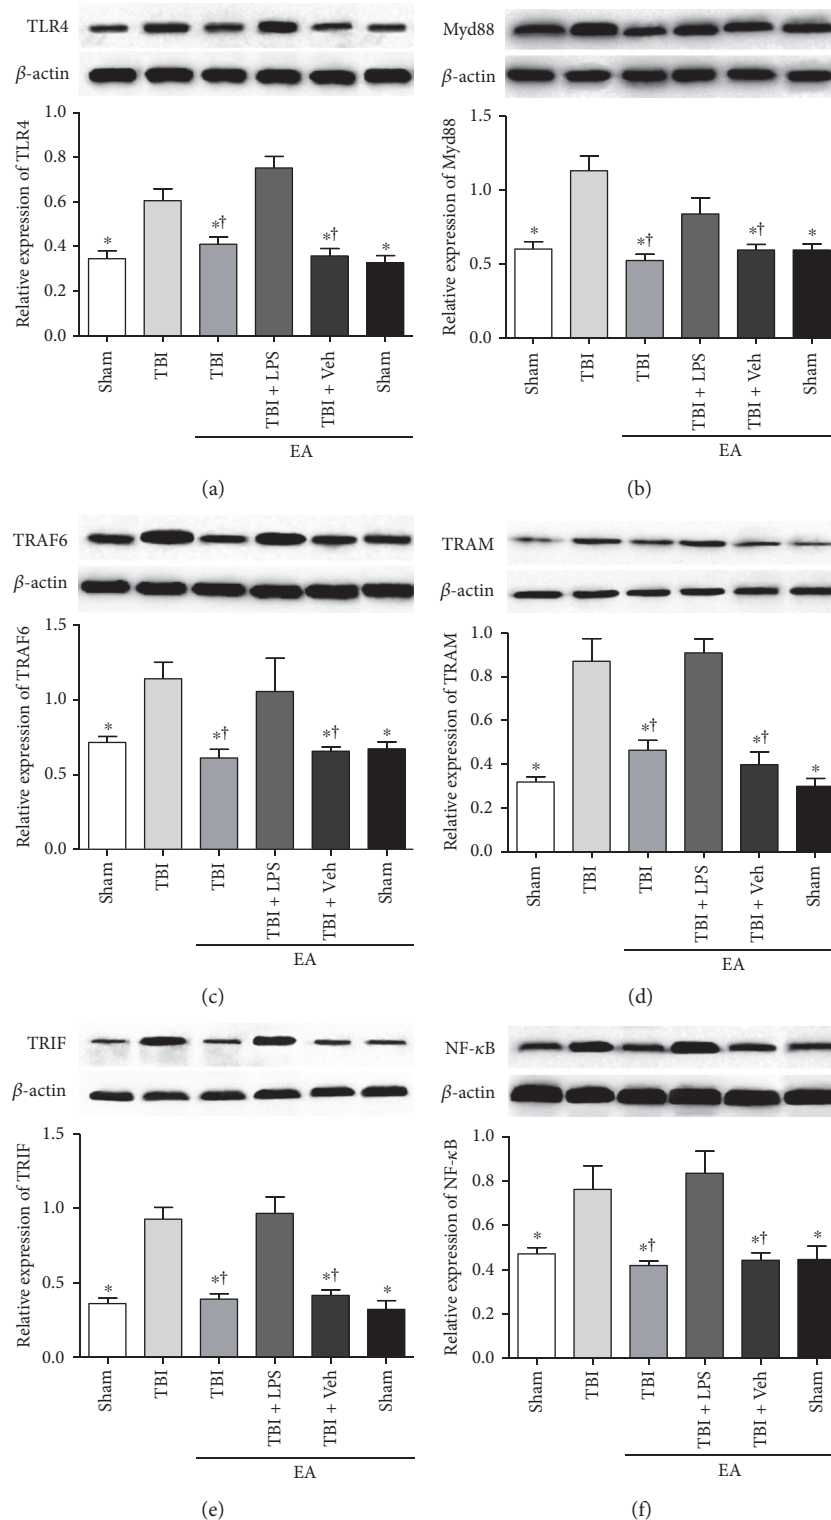 TLR4
β-actin
Relative expression of TLR4
1.0
0.8
0.6
0.4
0.2
0.0
*
*†
*†
*
Sham
TBI
TBI
TBI + LPS
TBI + Veh
Sham
EA
(a)
Myd88
β-actin
Relative expression of Myd88
1.5
1.0
0.5
0.0
*
*†
*†
*
Sham
TBI
TBI
TBI + LPS
TBI + Veh
Sham
EA
(b)
TRAF6
β-actin
Relative expression of TRAF6
1.5
1.0
0.5
0.0
*
*†
*†
*
Sham
TBI
TBI
TBI + LPS
TBI + Veh
Sham
EA
(c)
TRAM
β-actin
Relative expression of TRAM
1.0
0.8
0.6
0.4
0.2
0.0
*
*†
*†
*
Sham
TBI
TBI
TBI + LPS
TBI + Veh
Sham
EA
(d)
TRIF
β-actin
Relative expression of TRIF
1.5
1.0
0.5
0.0
*
*†
*†
*
Sham
TBI
TBI
TBI + LPS
TBI + Veh
Sham
EA
(e)
NF-κB
β-actin
Relative expression of NF-κB
1.0
0.8
0.6
0.4
0.2
0.0
*
*†
*†
*
Sham
TBI
TBI
TBI + LPS
TBI + Veh
Sham
EA
(f)